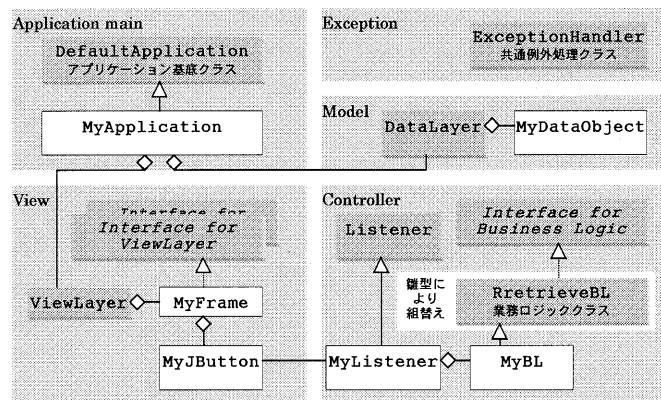 Application main
DefaultApplication
アプリケーション基底クラス
MyApplication
Exception
ExceptionHandler
共通例外処理クラス
Model
DataLayer
MyDataObject
View
Interface for
Interface for
ViewLayer
ViewLayer
MyFrame
MyJButton
Controller
Listener
Interface for
Business Logic
雛型に
より
組替え
RretrieveBL
業務ロジッククラス
MyListener
MyBL